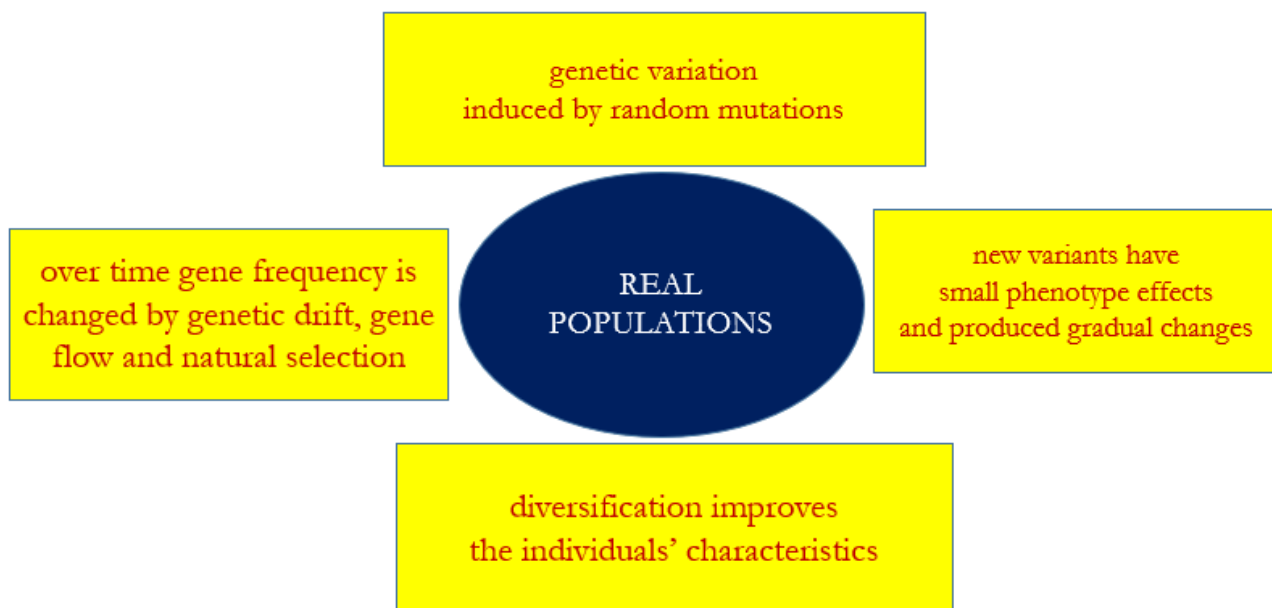 genetic variation
induced by random mutations
over time gene frequency is
changed by genetic drift, gene
flow and natural selection
REAL
POPULATIONS
new variants have
small phenotype effects
and produced gradual changes
diversification improves
the individuals' characteristics